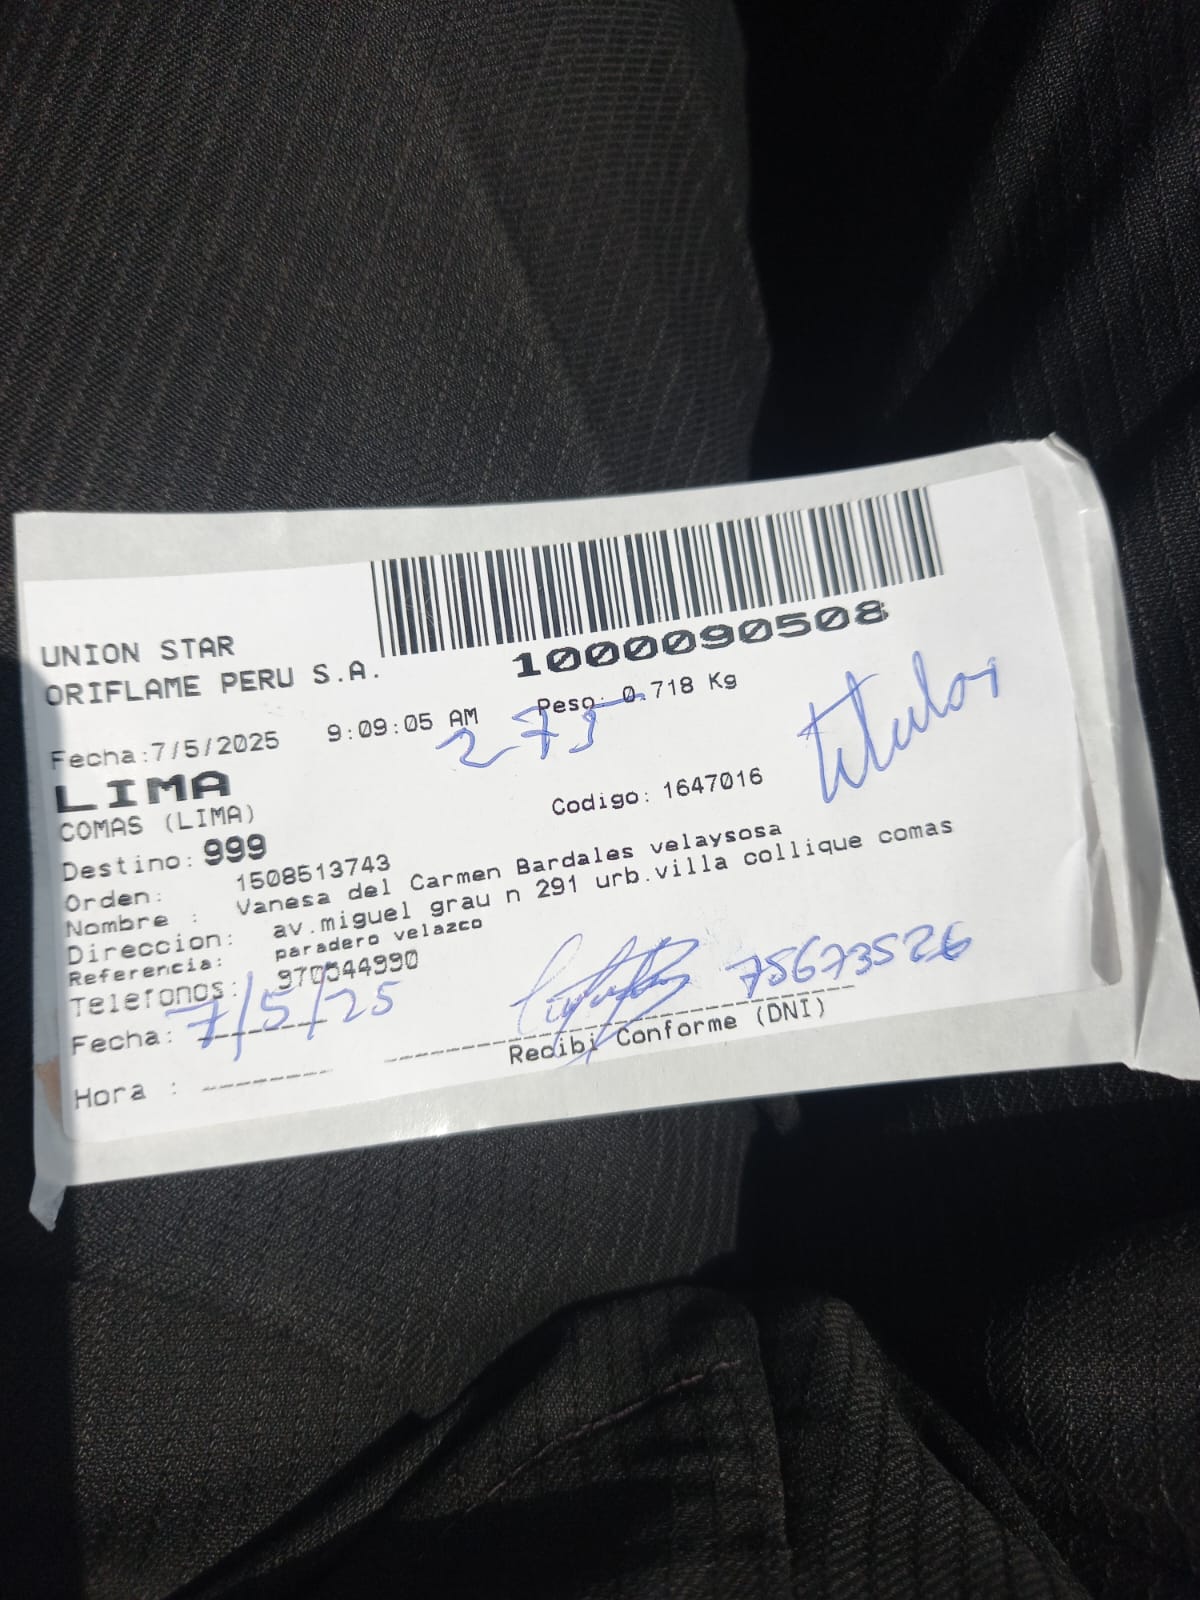 UNION STAR
ORIFLAME PERU S.A.
1000090508
Fecha:7/5/2025 9:09:05 AM Peso: 0.718 Kg
273
titular
LIMA
COMAS (LIMA)
Codigo: 1647016
Destino: 999
Orden: 1508513743
Nombre : Vanesa del Carmen Bardales velaysosa
Direccion: av.miguel grau n 291 urb.villa collique comas
Referencia: paradero velazco
Telefonos: 970544990
Fecha: 7/5/25
75673526
Hora :
Recibi Conforme (DNI)